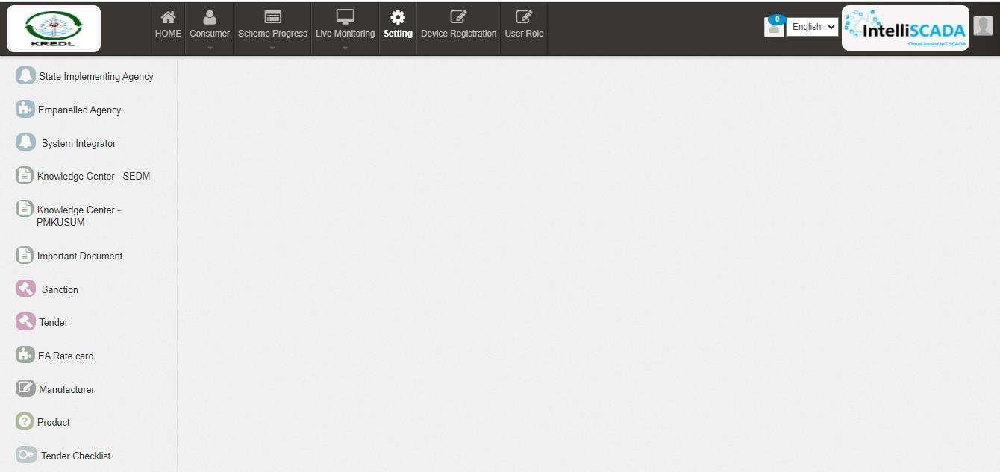 KREDL
HOME
Consumer
Scheme Progress
Live Monitoring
Setting
Device Registration
User Role
0
English
IntelliSCADA
Cloud based IoT SCADA
State Implementing Agency
Empanelled Agency
System Integrator
Knowledge Center - SEDM
Knowledge Center -
PMKUSUM
Important Document
Sanction
Tender
EA Rate card
Manufacturer
Product
Tender Checklist